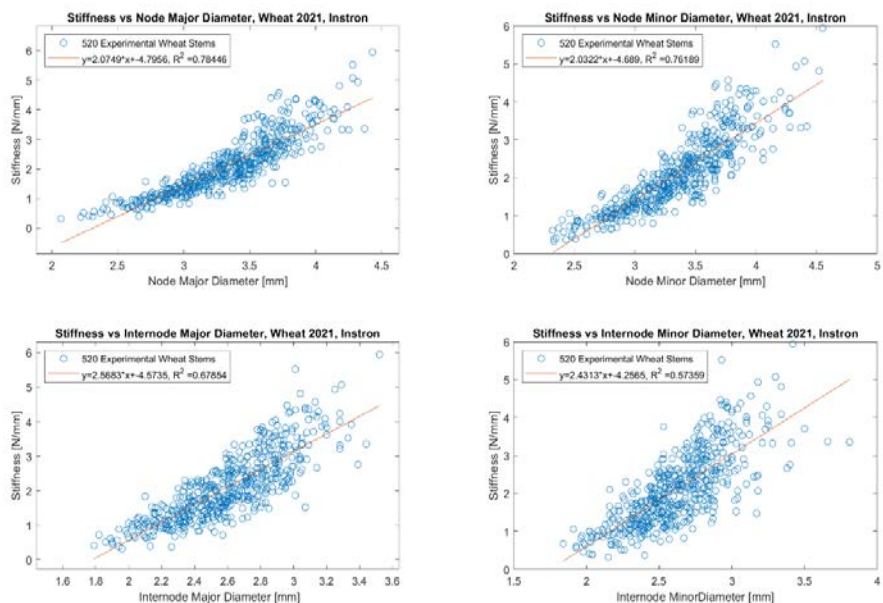 Stiffness vs Node Major Diameter, Wheat 2021, Instron
520 Experimental Wheat Stems
y=2.0749*x+-4.7956, R² =0.78446
6
5
4
3
2
1
0
Stiffness [N/mm]
2 2.5 3 3.5 4 4.5
Node Major Diameter [mm]
Stiffness vs Node Minor Diameter, Wheat 2021, Instron
520 Experimental Wheat Stems
y=2.0322*x+-4.689, R² =0.76189
6
5
4
3
2
1
0
Stiffness [N/mm]
2 2.5 3 3.5 4 4.5 5
Node Minor Diameter [mm]
Stiffness vs Internode Major Diameter, Wheat 2021, Instron
520 Experimental Wheat Stems
y=2.5683*x+-4.5735, R² =0.67854
6
5
4
3
2
1
0
Stiffness [N/mm]
1.6 1.8 2 2.2 2.4 2.6 2.8 3 3.2 3.4 3.6
Internode Major Diameter [mm]
Stiffness vs Internode Minor Diameter, Wheat 2021, Instron
520 Experimental Wheat Stems
y=2.4313*x+-4.2565, R² =0.57359
6
5
4
3
2
1
0
Stiffness [N/mm]
1.5 2 2.5 3 3.5 4
Internode MinorDiameter [mm]